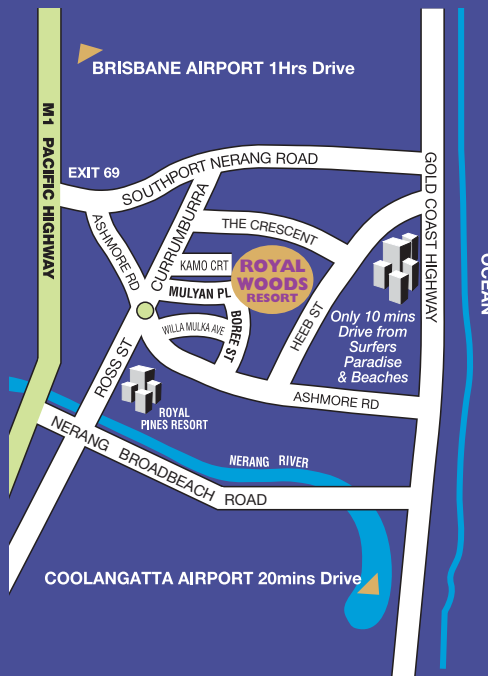 BRISBANE AIRPORT 1Hrs Drive
M1 PACIFIC HIGHWAY
EXIT 69
SOUTHPORT NERANG ROAD
GOLD COAST HIGHWAY
OCEAN
ASHMORE RD
CURRUMBURRA
THE CRESCENT
KAMO CRT
MULYAN PL
ROYAL
WOODS
RESORT
BOREE ST
HEEB ST
WILLA MULKA AVE
Only 10 mins
Drive from
Surfers
Paradise
& Beaches
ROSS ST
ROYAL
PINES RESORT
ASHMORE RD
NERANG BROADBEACH ROAD
NERANG RIVER
COOLANGATTA AIRPORT 20mins Drive